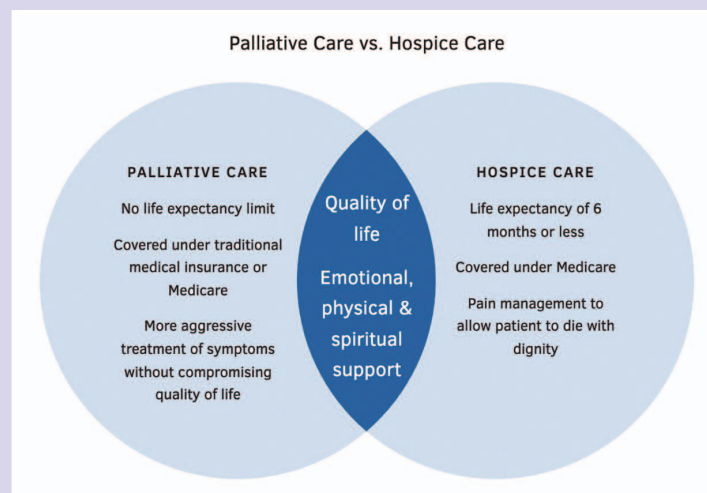 Palliative Care vs. Hospice Care
PALLIATIVE CARE
No life expectancy limit
Covered under traditional
medical insurance or
Medicare
More aggressive
treatment of symptoms
without compromising
quality of life
Quality of
life
Emotional,
physical &
spiritual
support
HOSPICE CARE
Life expectancy of 6
months or less
Covered under Medicare
Pain management to
allow patient to die with
dignity